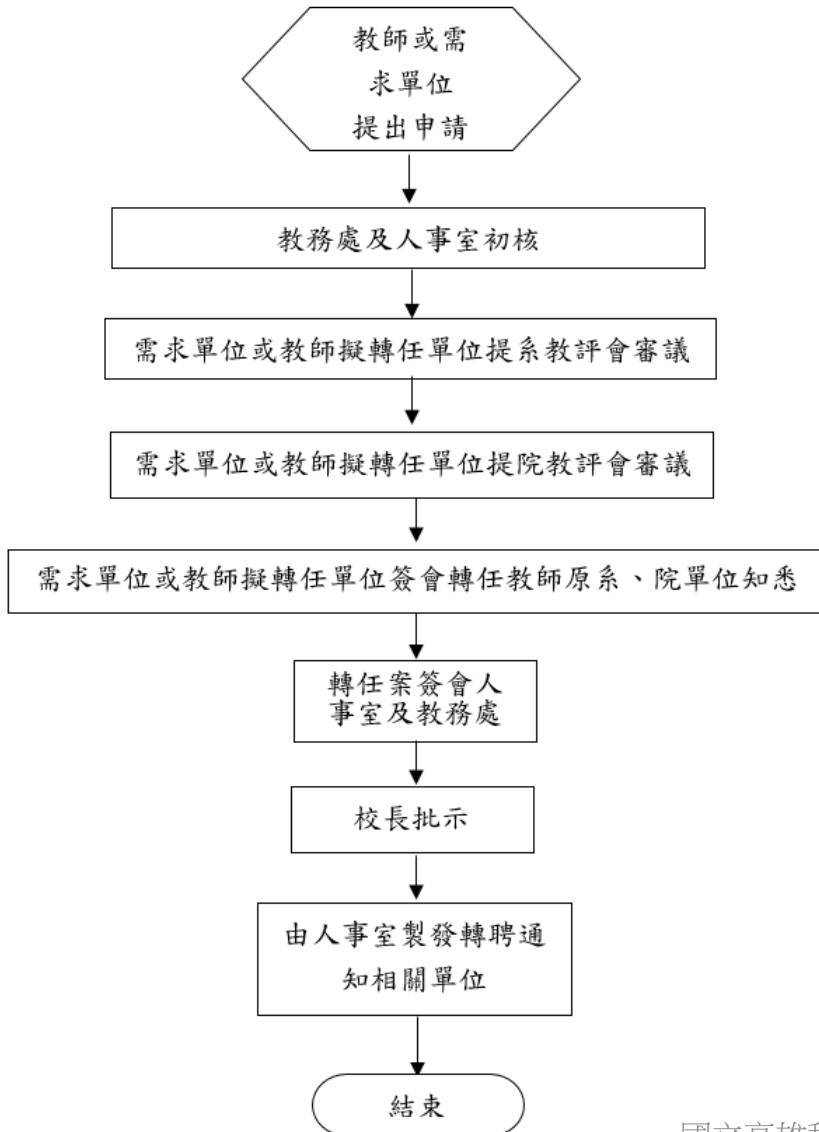 教師或需
求單位
提出申請
教務處及人事室初核
需求單位或教師擬轉任單位提系教評會審議
需求單位或教師擬轉任單位提院教評會審議
需求單位或教師擬轉任單位簽會轉任教師原系、院單位知悉
轉任案簽會人
事室及教務處
校長批示
由人事室製發轉聘通
知相關單位
結束
國立高雄科